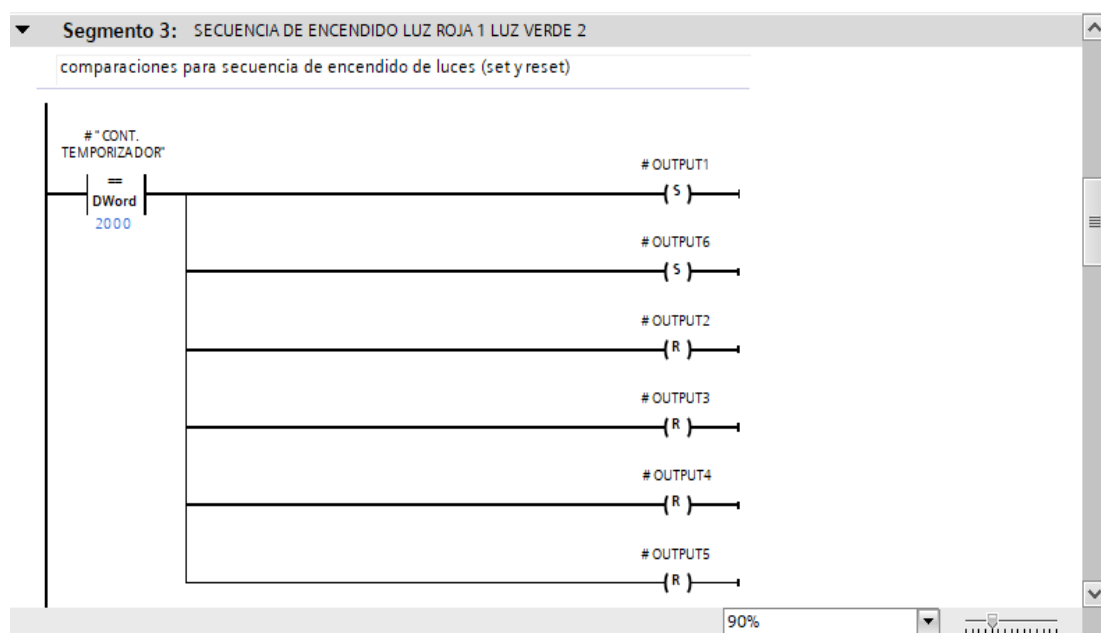 Segmento 3: SECUENCIA DE ENCENDIDO LUZ ROJA 1 LUZ VERDE 2
comparaciones para secuencia de encendido de luces (set y reset)
#"CONT.
TEMPORIZADOR"
==
DWord
2000
#OUTPUT1
S
#OUTPUT6
S
#OUTPUT2
R
#OUTPUT3
R
#OUTPUT4
R
#OUTPUT5
R
90%